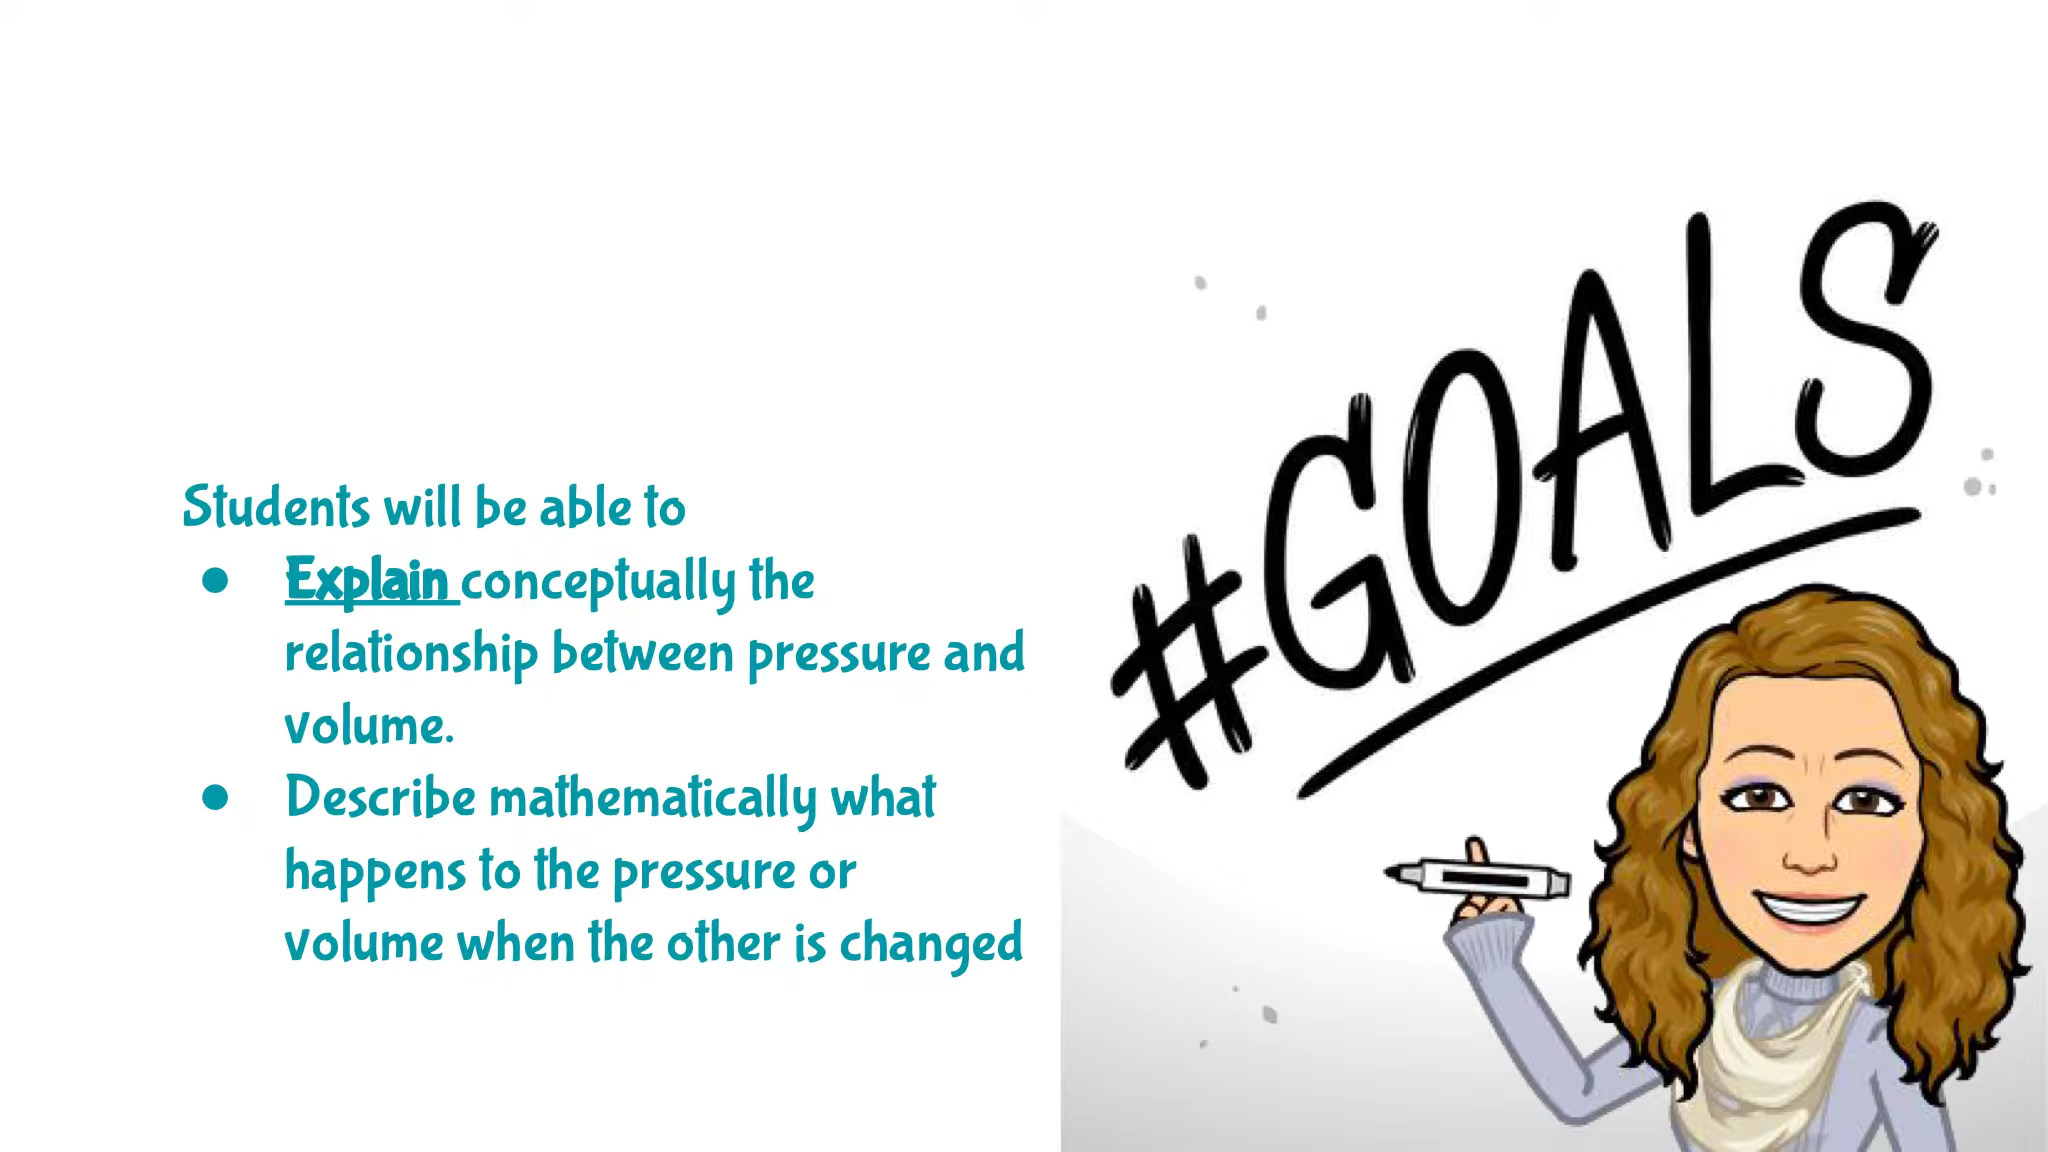 Students will be able to
● Explain conceptually the
relationship between pressure and
volume.
● Describe mathematically what
happens to the pressure or
volume when the other is changed
#GOALS